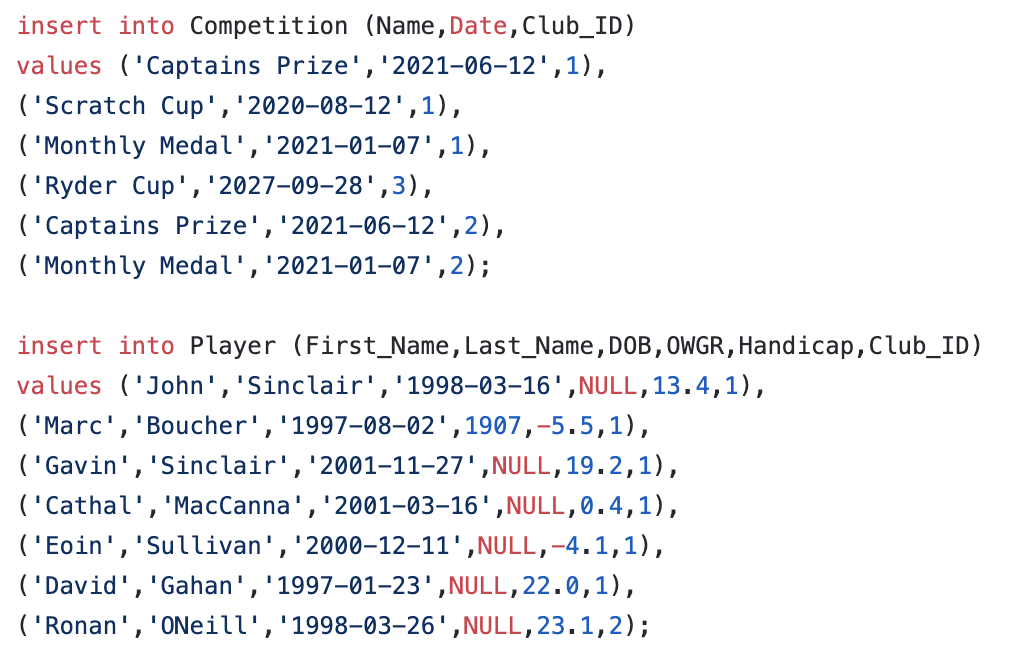 insert into Competition (Name,Date,Club_ID)
values ('Captains Prize','2021-06-12',1),
('Scratch Cup','2020-08-12',1),
('Monthly Medal','2021-01-07',1),
('Ryder Cup','2027-09-28',3),
('Captains Prize','2021-06-12',2),
('Monthly Medal','2021-01-07',2);

insert into Player (First_Name,Last_Name,DOB,OWGR,Handicap,Club_ID)
values ('John','Sinclair','1998-03-16',NULL,13.4,1),
('Marc','Boucher','1997-08-02',1907,-5.5,1),
('Gavin','Sinclair','2001-11-27',NULL,19.2,1),
('Cathal','MacCanna','2001-03-16',NULL,0.4,1),
('Eoin','Sullivan','2000-12-11',NULL,-4.1,1),
('David','Gahan','1997-01-23',NULL,22.0,1),
('Ronan','ONeill','1998-03-26',NULL,23.1,2);